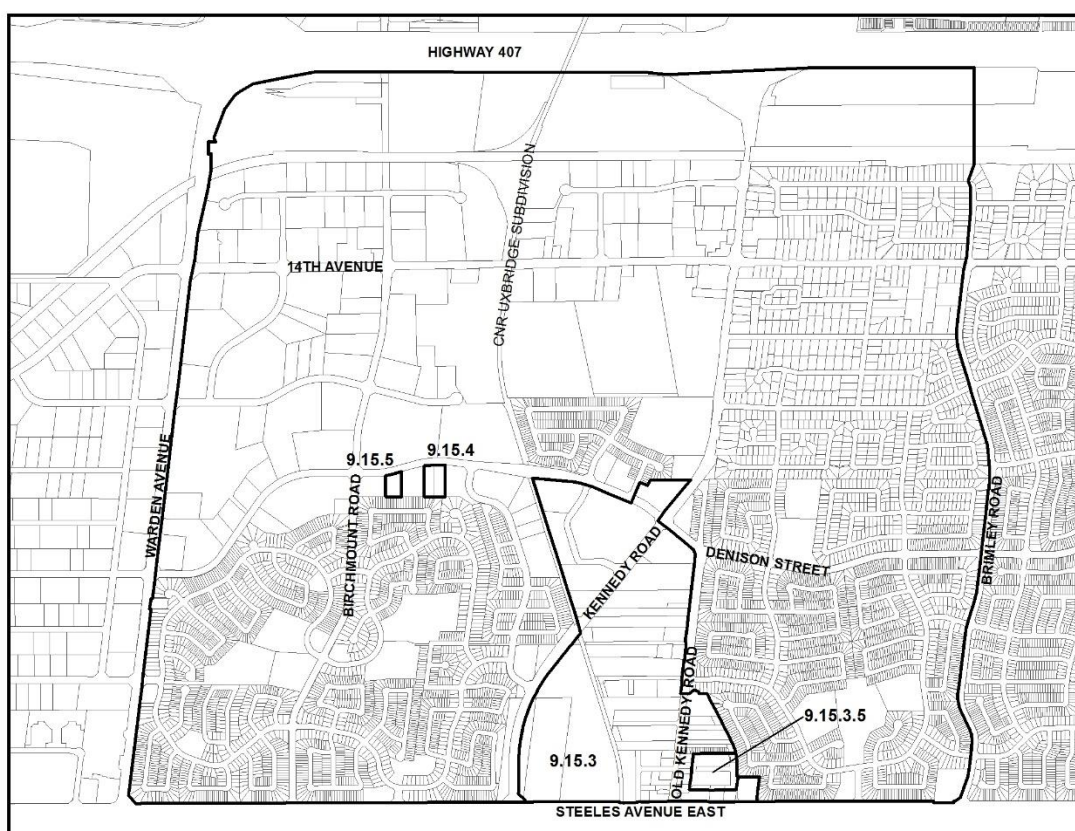 HIGHWAY 407
CNR UXBRIDGE SUBDIVISION
14TH AVENUE
WARDEN AVENUE
BIRCHMOUNT ROAD
9.15.5
9.15.4
KENNEDY ROAD
DENISON STREET
BRIMLEY ROAD
OLD KENNEDY ROAD
9.15.3.5
9.15.3
STEELES AVENUE EAST